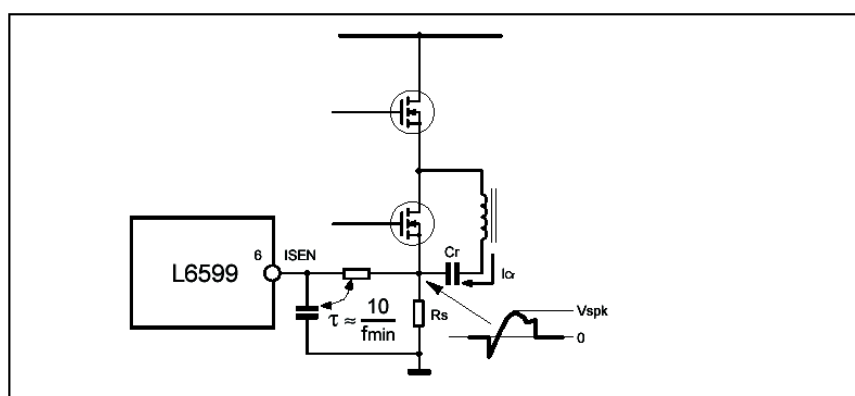 L6599
6
ISEN
τ ≈ 10
fmin
Rs
Cr
Icr
Vspk
0